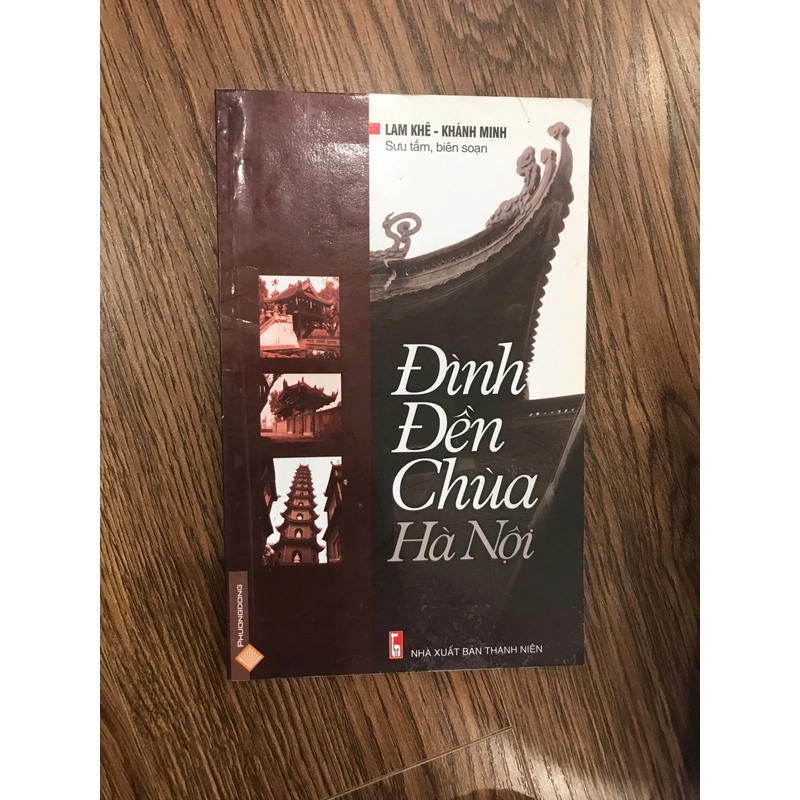 LAM KHÊ - KHÁNH MINH
Sưu tầm, biên soạn
Đình
Đền
Chùa
Hà Nội
PHUONGDONG
NHÀ XUẤT BẢN THANH NIÊN